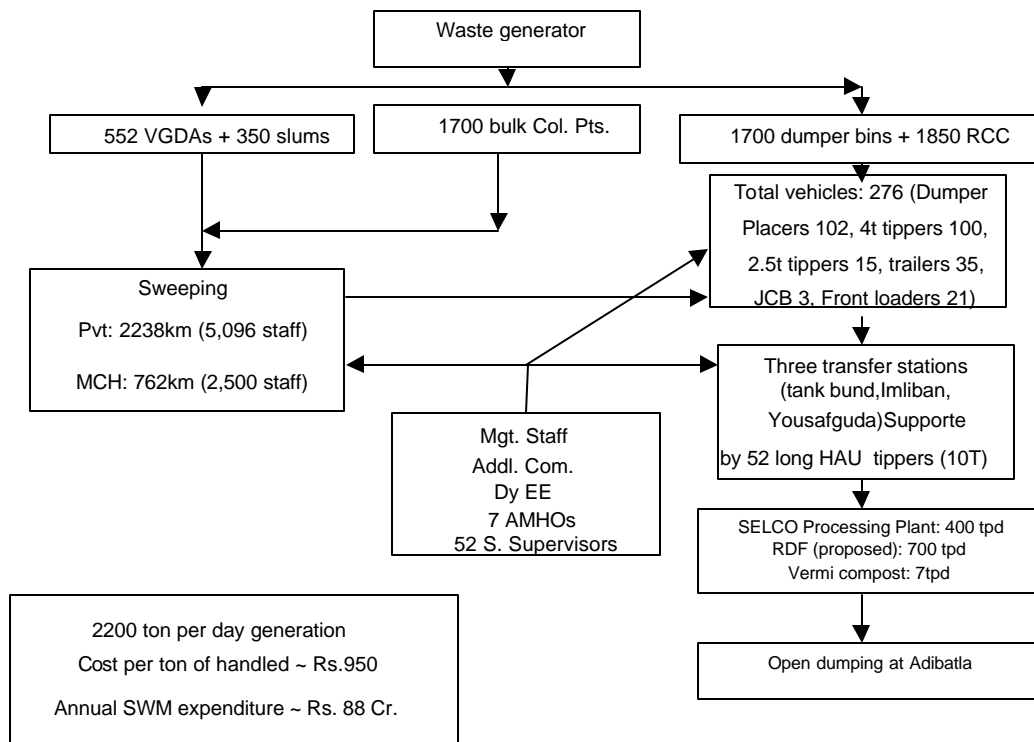 Waste generator
552 VGDAs + 350 slums
1700 bulk Col. Pts.
1700 dumper bins + 1850 RCC
Total vehicles: 276 (Dumper
Placers 102, 4t tippers 100,
2.5t tippers 15, trailers 35,
JCB 3, Front loaders 21)
Sweeping
Pvt: 2238km (5,096 staff)
MCH: 762km (2,500 staff)
Three transfer stations
(tank bund,Imliban,
Yousafguda)Supporte
by 52 long HAU tippers (10T)
Mgt. Staff
Addl. Com.
Dy EE
7 AMHOs
52 S. Supervisors
SELCO Processing Plant: 400 tpd
RDF (proposed): 700 tpd
Vermi compost: 7tpd
2200 ton per day generation
Cost per ton of handled ~ Rs.950
Annual SWM expenditure ~ Rs. 88 Cr.
Open dumping at Adibatla